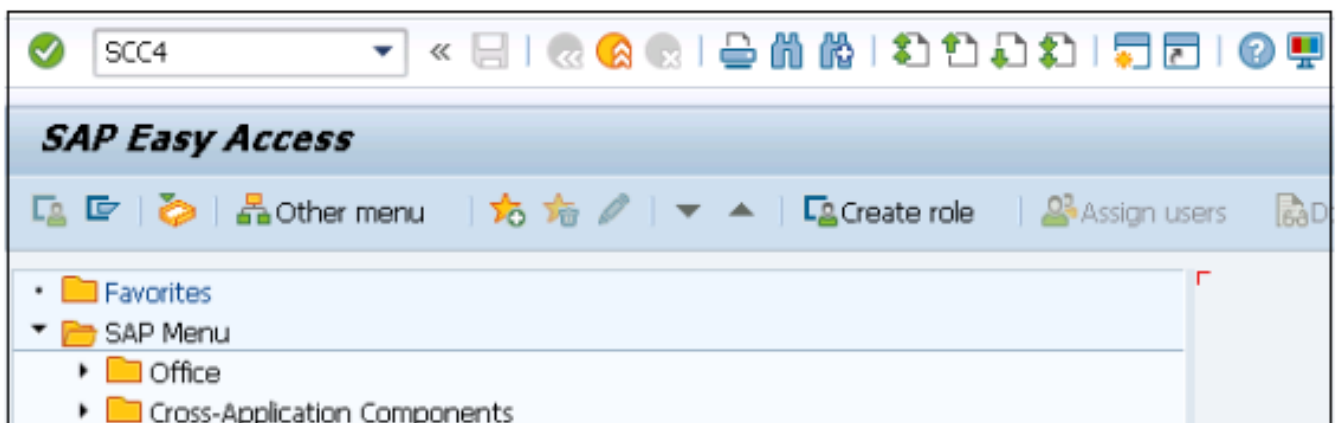 SCC4
SAP Easy Access
Other menu Create role Assign users D
Favorites
SAP Menu
Office
Cross-Application Components